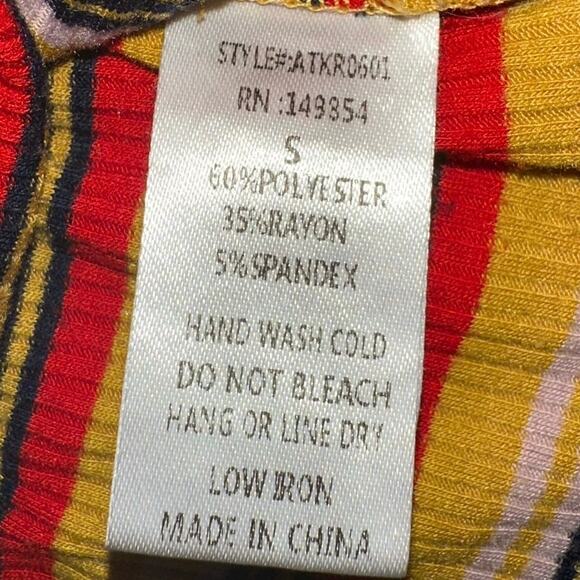 STYLE#:ATKR0601
RN :149854
S
60%POLYESTER
35%RAYON
5%SPANDEX
HAND WASH COLD
DO NOT BLEACH
HANG OR LINE DRY
LOW IRON
MADE IN CHINA